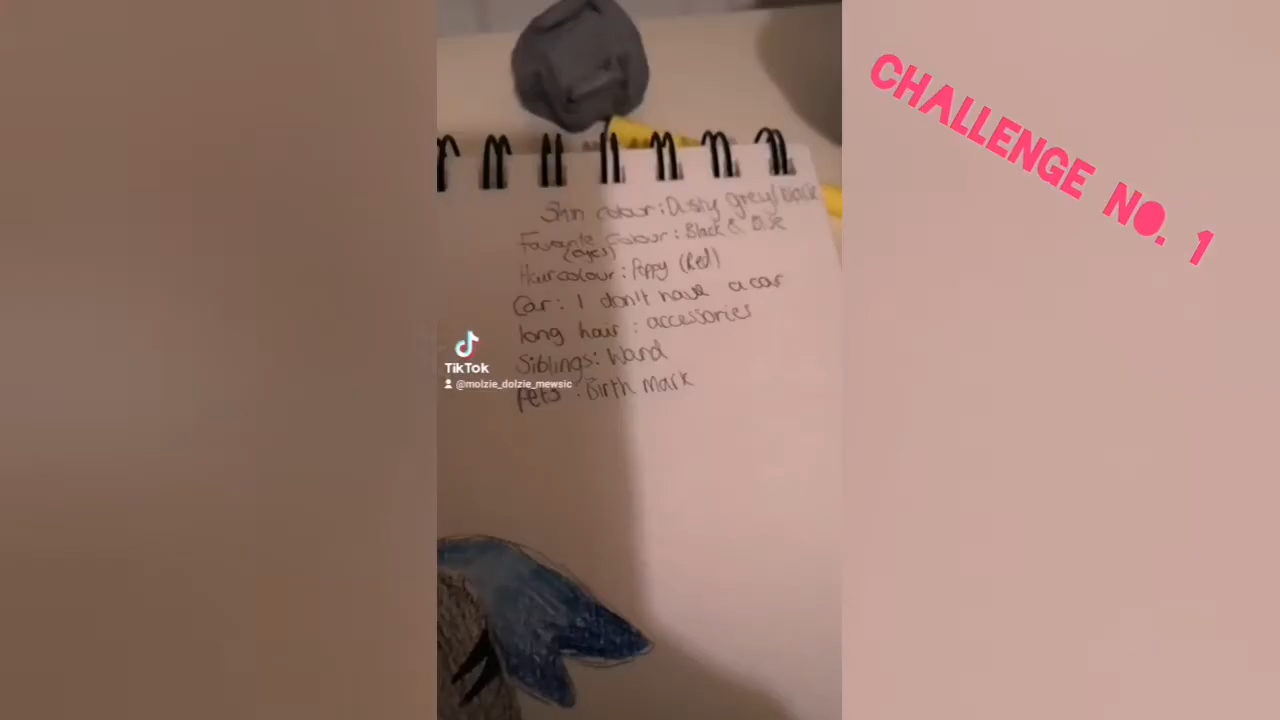 CHALLENGE NO. 1
Skin colour : Dusty grey/Black
Favourite Colour : Black & Blue
(eyes)
Hair colour : Poppy (Red)
Car : I don't have a car
long hair : accessories
Siblings : Wand
Pets : Birth Mark
TikTok
@molzie_dolzie_mewsic